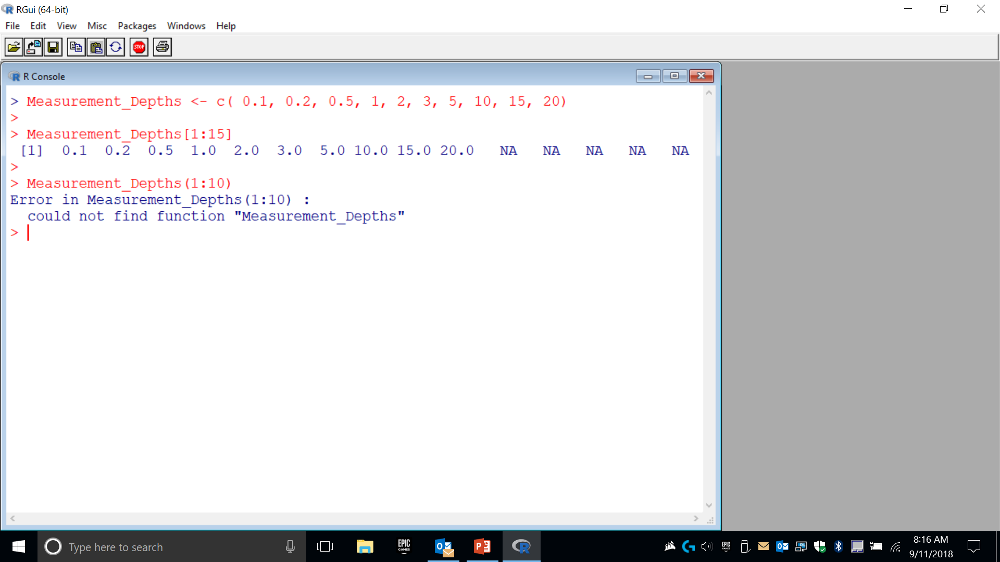 RGui (64-bit)
File Edit View Misc Packages Windows Help
STOP
R Console
> Measurement_Depths <- c( 0.1, 0.2, 0.5, 1, 2, 3, 5, 10, 15, 20)
>
> Measurement_Depths[1:15]
[1] 0.1 0.2 0.5 1.0 2.0 3.0 5.0 10.0 15.0 20.0 NA NA NA NA NA
>
> Measurement_Depths(1:10)
Error in Measurement_Depths(1:10) :
could not find function "Measurement_Depths"
>
Type here to search
EPIC
GAMES
8:16 AM
9/11/2018